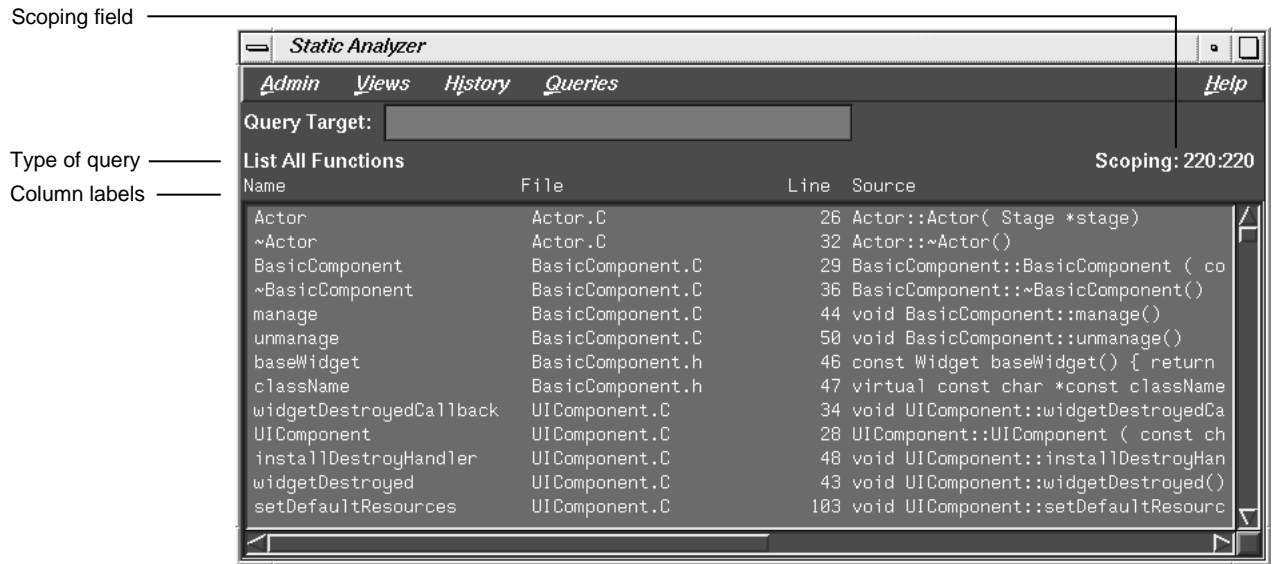 Scoping field
Static Analyzer
Admin Views History Queries Help
Query Target:
Type of query
List All Functions Scoping: 220:220
Column labels
Name File Line Source
Actor Actor.C 26 Actor::Actor( Stage *stage)
~Actor Actor.C 32 Actor::~Actor()
BasicComponent BasicComponent.C 29 BasicComponent::BasicComponent ( co
~BasicComponent BasicComponent.C 36 BasicComponent::~BasicComponent()
manage BasicComponent.C 44 void BasicComponent::manage()
unmanage BasicComponent.C 50 void BasicComponent::unmanage()
baseWidget BasicComponent.h 46 const Widget baseWidget() { return
className BasicComponent.h 47 virtual const char *const className
widgetDestroyedCallback UIComponent.C 34 void UIComponent::widgetDestroyedCa
UIComponent UIComponent.C 28 UIComponent::UIComponent ( const ch
installDestroyHandler UIComponent.C 48 void UIComponent::installDestroyHan
widgetDestroyed UIComponent.C 43 void UIComponent::widgetDestroyed()
setDefaultResources UIComponent.C 103 void UIComponent::setDefaultResourc